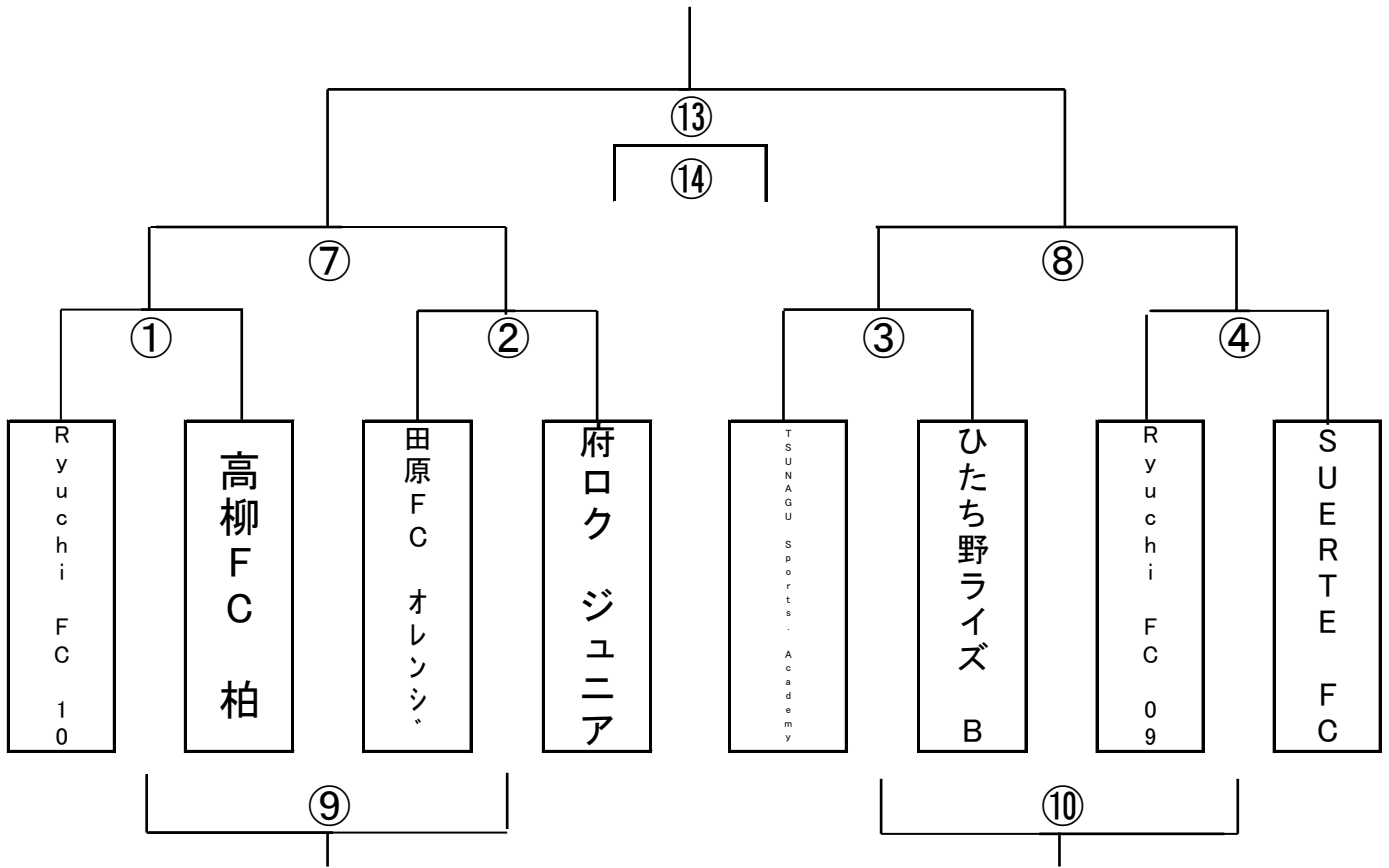 ⑬
⑭
⑦
⑧
①
②
③
④
Ryuchi FC 10
高柳FC 柏
田原FC オレンジ
府ロク ジュニア
TSUNAGU Sports. Academy
ひたち野ライズ B
Ryuchi FC 09
SUERTE FC
⑨
⑩